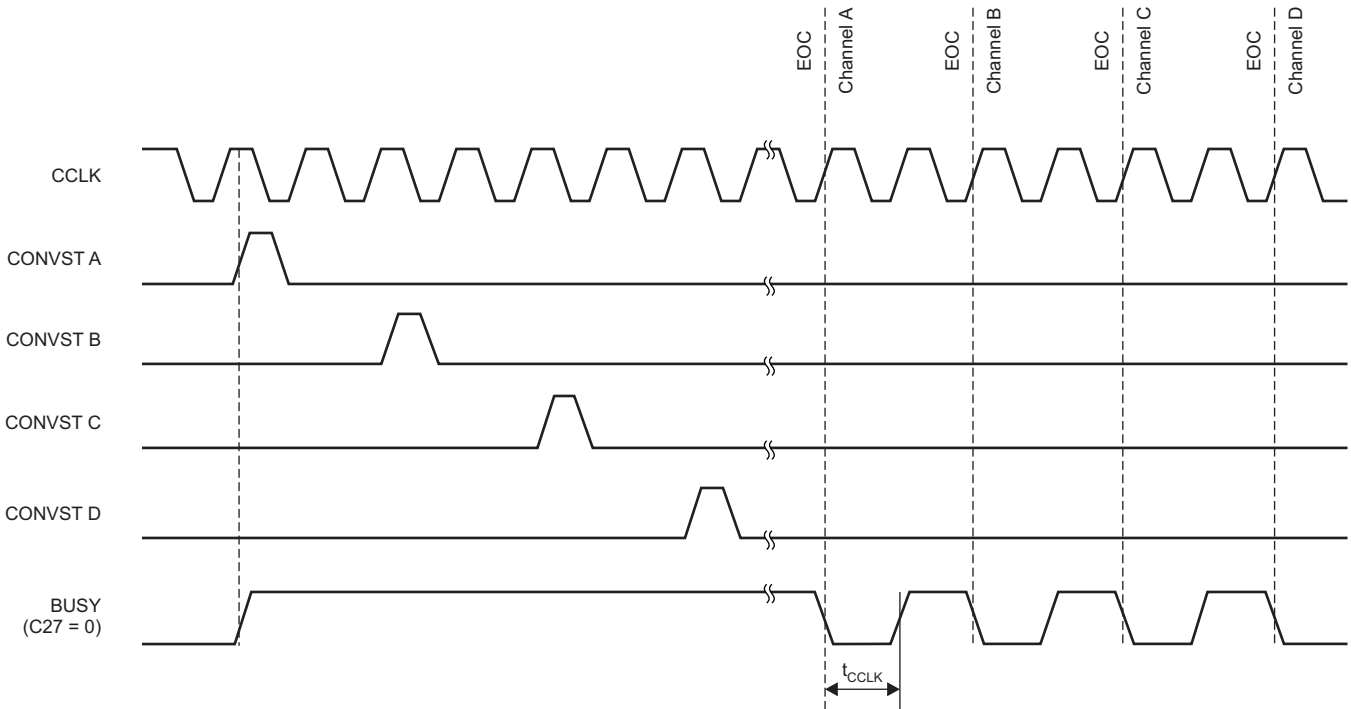 EOC
Channel A
EOC
Channel B
EOC
Channel C
EOC
Channel D
CCLK
CONVST A
CONVST B
CONVST C
CONVST D
BUSY
(C27 = 0)
tCCLK